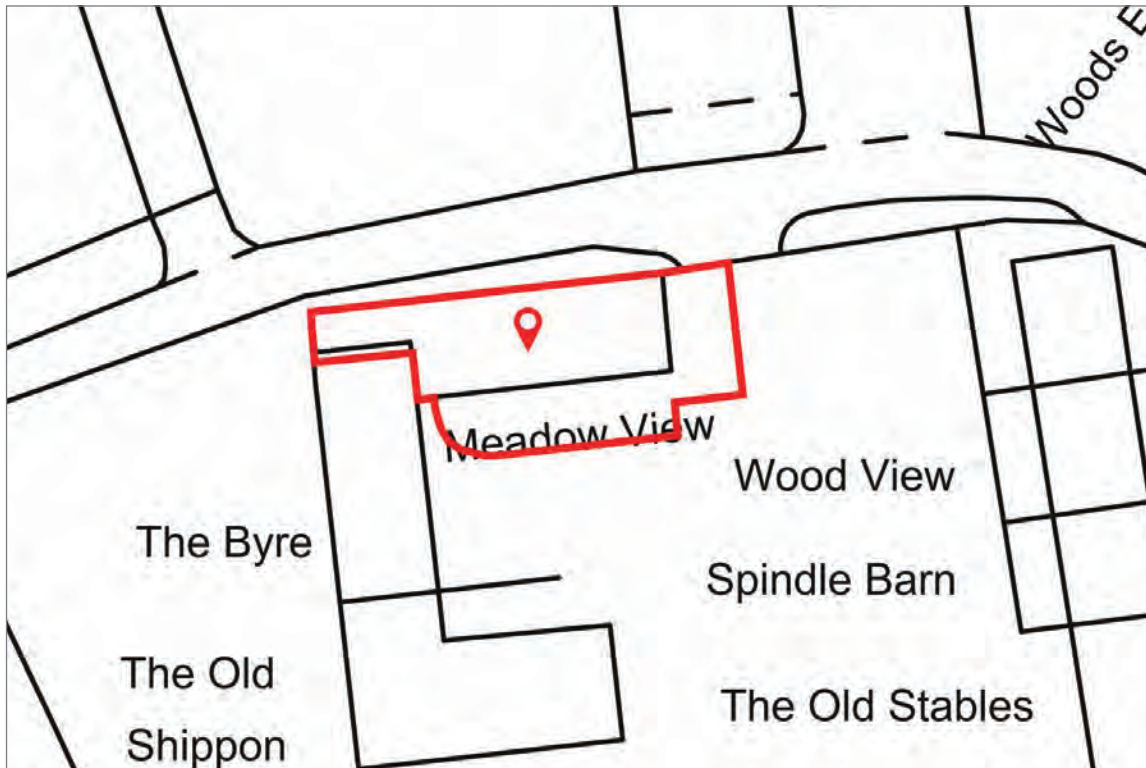 Woods
Meadow View
Wood View
The Byre
Spindle Barn
The Old
Shippon
The Old Stables